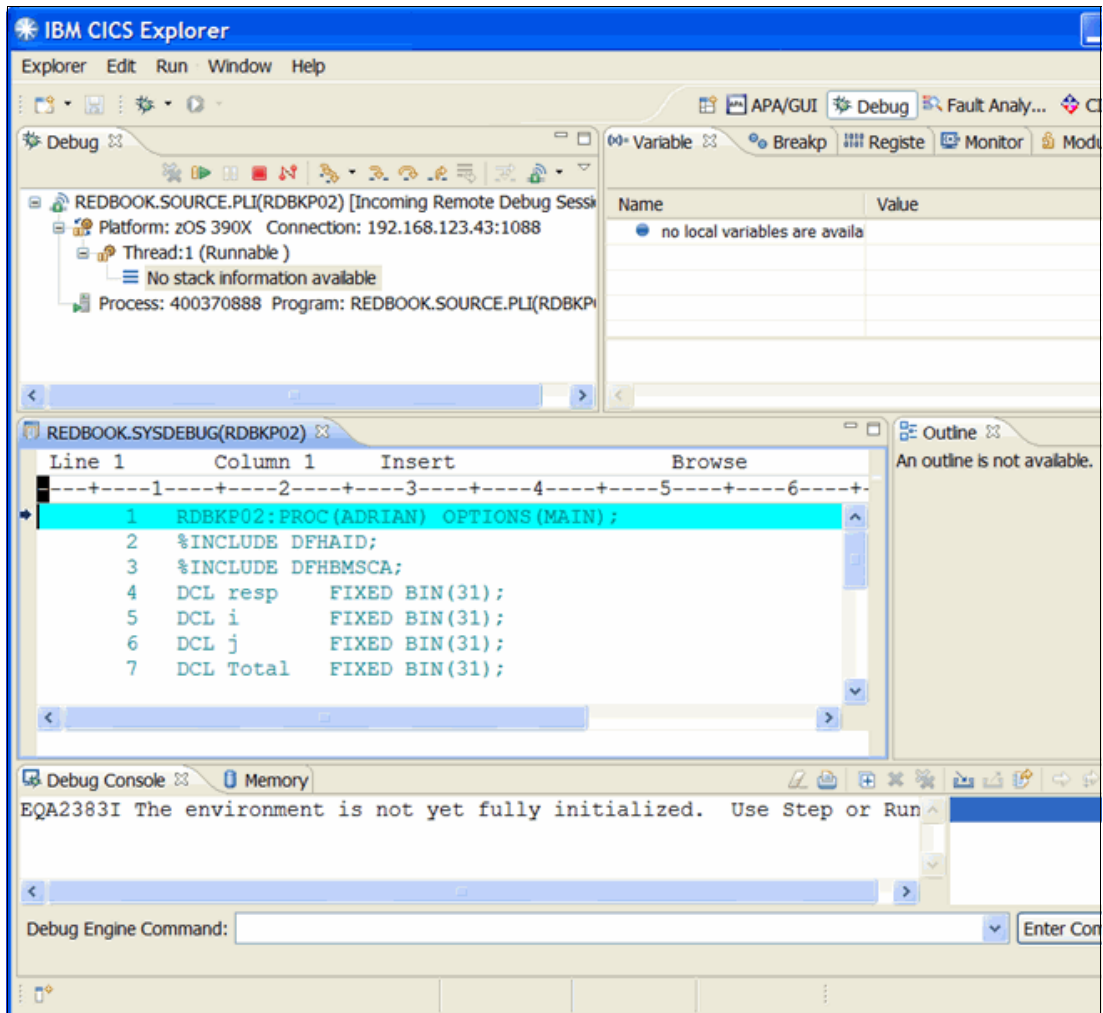 IBM CICS Explorer
Explorer Edit Run Window Help
APA/GUI Debug Fault Analy... CI
Debug
Variable Breakp Registe Monitor Modu
REDBOOK.SOURCE.PLI(RDBKP02) [Incoming Remote Debug Sessi
Platform: zOS 390X Connection: 192.168.123.43:1088
Thread:1 (Runnable )
No stack information available
Process: 400370888 Program: REDBOOK.SOURCE.PLI(RDBKP
Name Value
no local variables are availa
REDBOOK.SYSDEBUG(RDBKP02)
Line 1 Column 1 Insert Browse
----+----1----+----2----+----3----+----4----+----5----+----6----+-
1 RDBKP02:PROC(ADRIAN) OPTIONS(MAIN);
2 %INCLUDE DFHAID;
3 %INCLUDE DFHBMSCA;
4 DCL resp FIXED BIN(31);
5 DCL i FIXED BIN(31);
6 DCL j FIXED BIN(31);
7 DCL Total FIXED BIN(31);
Outline
An outline is not available.
Debug Console Memory
EQA2383I The environment is not yet fully initialized. Use Step or Run
Debug Engine Command:
Enter Com